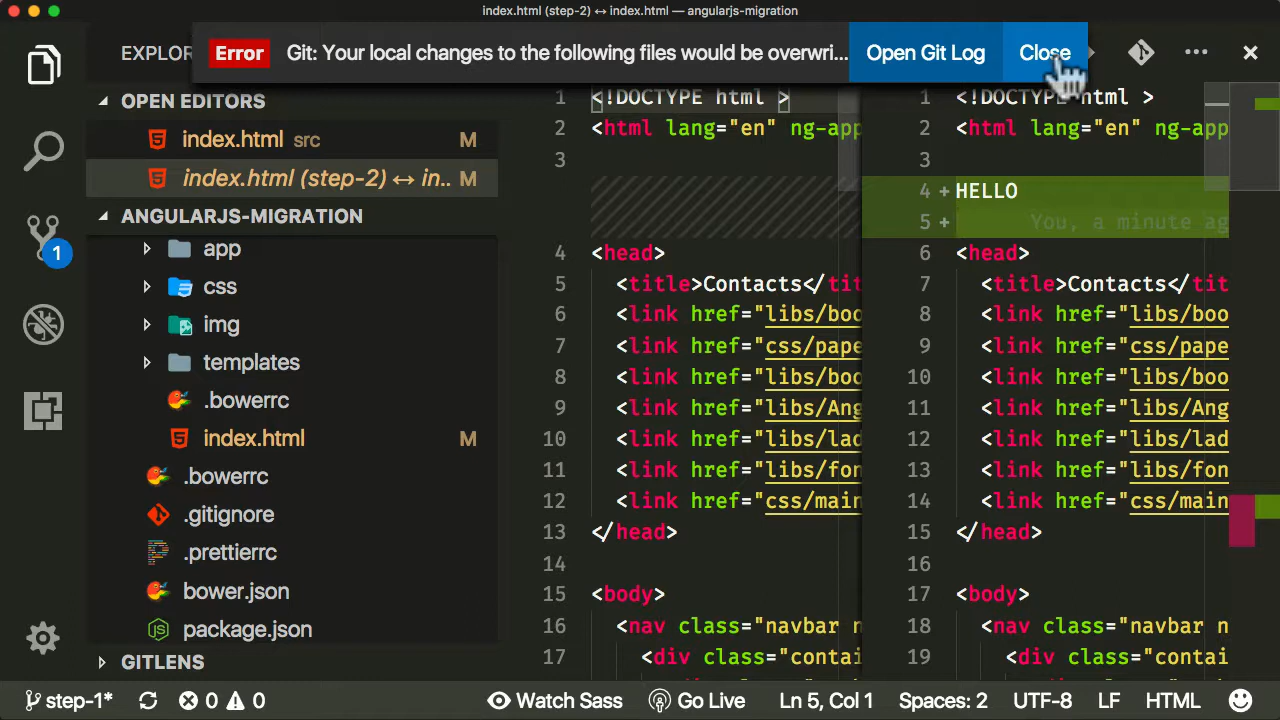 index.html (step-2) ↔ index.html — angularjs-migration
EXPLOR
Error Git: Your local changes to the following files would be overwri... Open Git Log Close
OPEN EDITORS
index.html src M
index.html (step-2) ↔ in... M
ANGULARJS-MIGRATION
app
css
img
templates
.bowerrc
index.html M
.bowerrc
.gitignore
.prettierrc
bower.json
package.json
GITLENS
1
1 <!DOCTYPE html >
2 <html lang="en" ng-app
3
4 <head>
5 <title>Contacts</tit
6 <link href="libs/boo
7 <link href="css/pape
8 <link href="libs/boo
9 <link href="libs/Ang
10 <link href="libs/lad
11 <link href="libs/fon
12 <link href="css/main
13 </head>
14
15 <body>
16 <nav class="navbar n
17 <div class="contai
1 <!DOCTYPE html >
2 <html lang="en" ng-app
3
4 + HELLO
5 + You, a minute ag
6 <head>
7 <title>Contacts</tit
8 <link href="libs/boo
9 <link href="css/pape
10 <link href="libs/boo
11 <link href="libs/Ang
12 <link href="libs/lad
13 <link href="libs/fon
14 <link href="css/main
15 </head>
16
17 <body>
18 <nav class="navbar n
19 <div class="contai
step-1* 0 0 Watch Sass Go Live Ln 5, Col 1 Spaces: 2 UTF-8 LF HTML